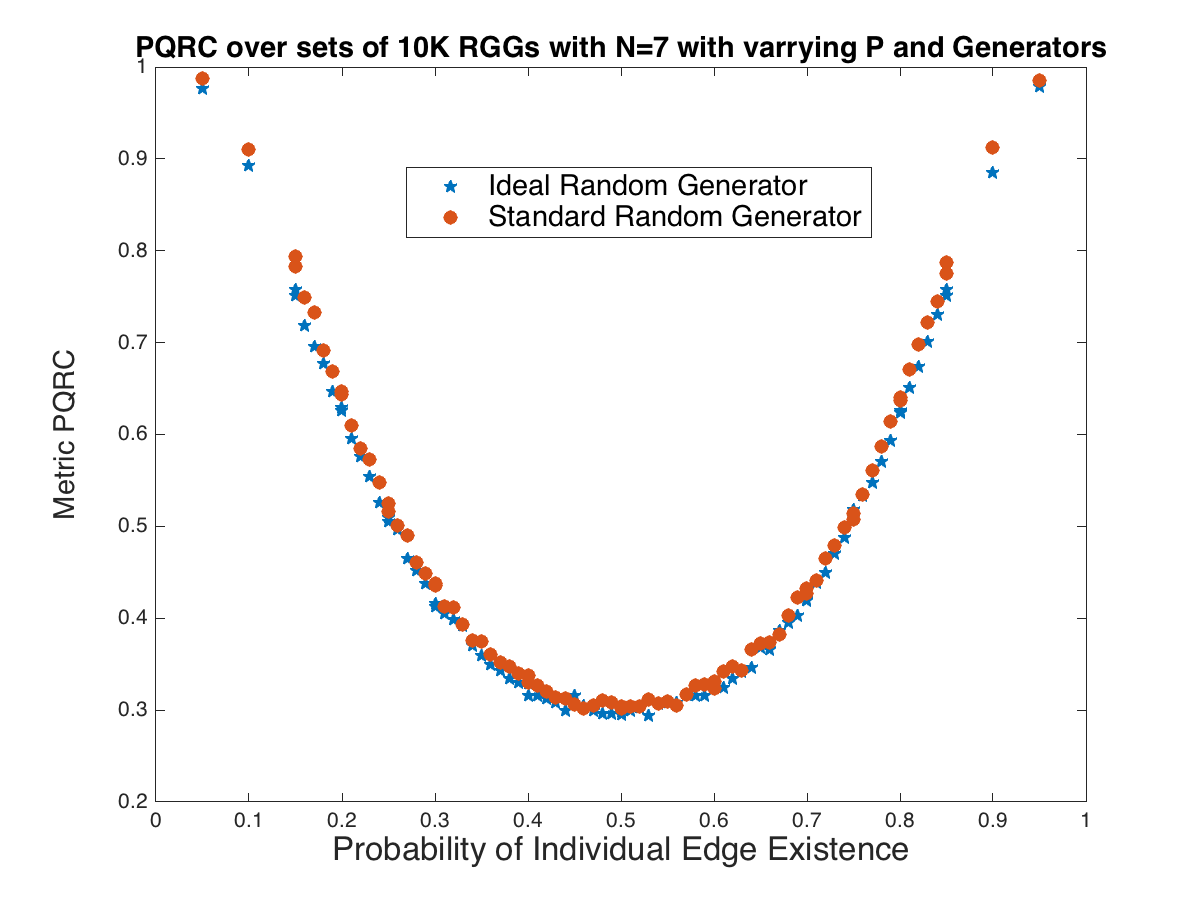 PQRC over sets of 10K RGGs with N=7 with varrying P and Generators
1
0.9
0.8
0.7
0.6
0.5
0.4
0.3
0.2
Metric PQRC
Ideal Random Generator
Standard Random Generator
0 0.1 0.2 0.3 0.4 0.5 0.6 0.7 0.8 0.9 1
Probability of Individual Edge Existence